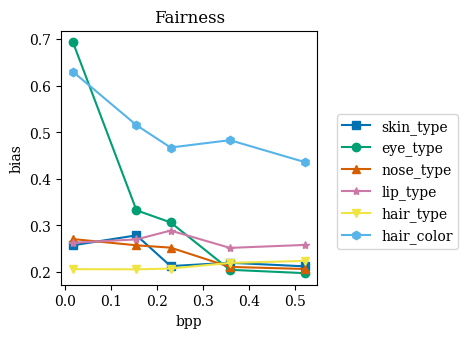 Fairness
0.7
0.6
0.5
0.4
0.3
0.2
bias
0.0 0.1 0.2 0.3 0.4 0.5
bpp
skin_type
eye_type
nose_type
lip_type
hair_type
hair_color